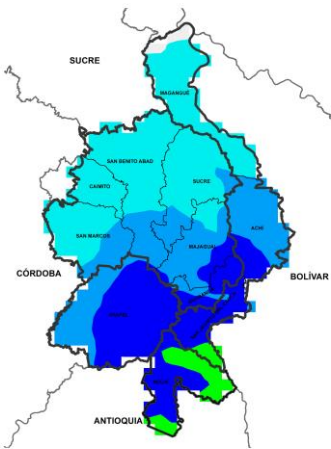 SUCRE
MAGANGUÉ
SAN BENITO ABAD
CAIMITO
SUCRE
SAN MARCOS
ACHÍ
MAJAGUAL
CÓRDOBA
BOLÍVAR
ANTIOQUIA